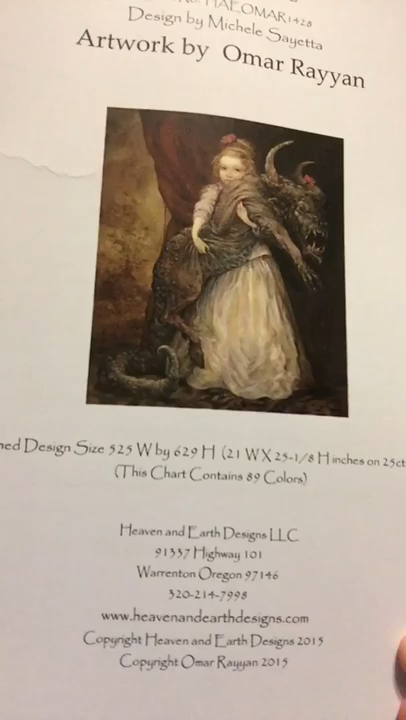 HAEOMAR1428
Design by Michele Sayetta
Artwork by Omar Rayyan
Design Size 525 W by 629 H (21 W X 25-1/8 H inches on 25ct
(This Chart Contains 89 Colors)
Heaven and Earth Designs LLC
91337 Highway 101
Warrenton Oregon 97146
320-214-7998
www.heavenandearthdesigns.com
Copyright Heaven and Earth Designs 2015
Copyright Omar Rayyan 2015